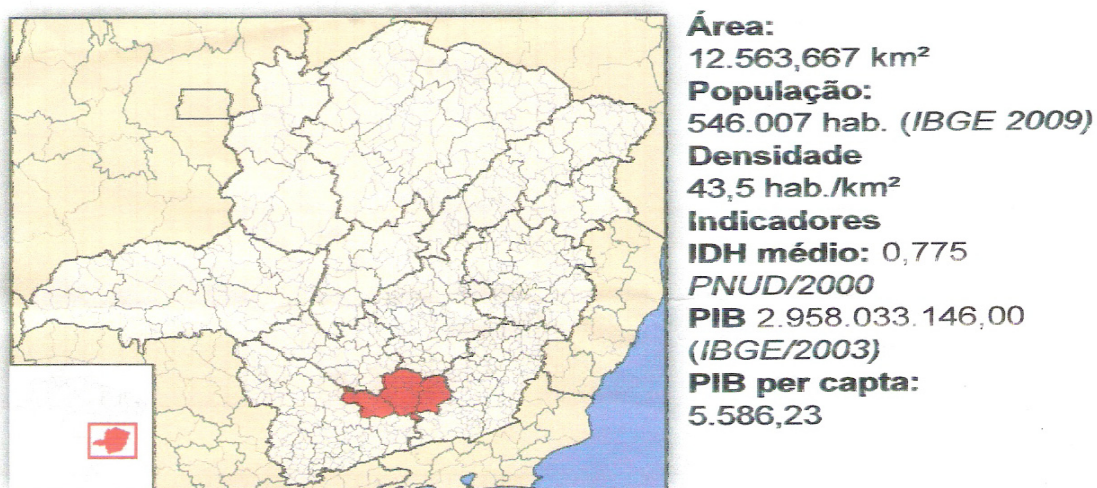 Área:
12.563,667 km²
População:
546.007 hab. (IBGE 2009)
Densidade
43,5 hab./km²
Indicadores
IDH médio: 0,775
PNUD/2000
PIB 2.958.033.146,00
(IBGE/2003)
PIB per capta:
5.586,23